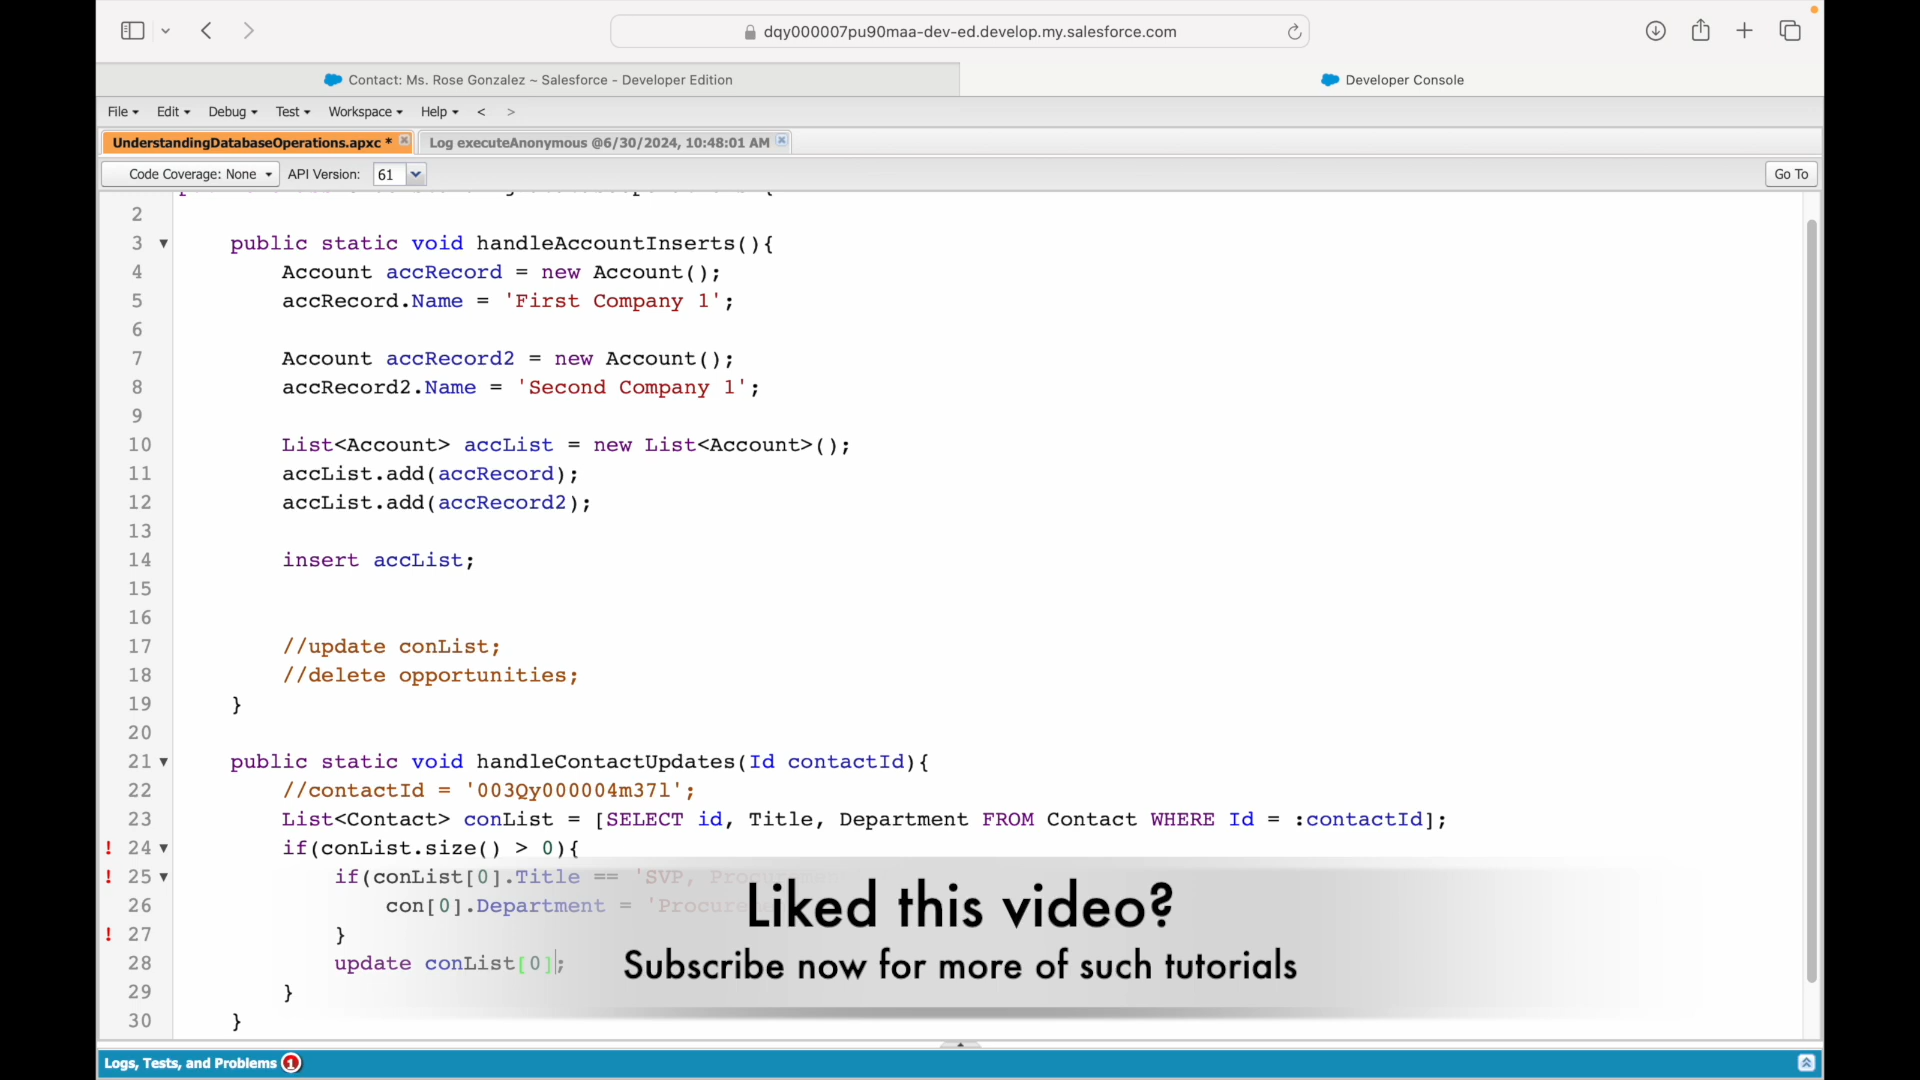 dqy000007pu90maa-dev-ed.develop.my.salesforce.com
Contact: Ms. Rose Gonzalez ~ Salesforce - Developer Edition
Developer Console
File Edit Debug Test Workspace Help < >
UnderstandingDatabaseOperations.apxc *
Log executeAnonymous @6/30/2024, 10:48:01 AM
Code Coverage: None API Version: 61 Go To
2
3 public static void handleAccountInserts(){
4 Account accRecord = new Account();
5 accRecord.Name = 'First Company 1';
6
7 Account accRecord2 = new Account();
8 accRecord2.Name = 'Second Company 1';
9
10 List<Account> accList = new List<Account>();
11 accList.add(accRecord);
12 accList.add(accRecord2);
13
14 insert accList;
15
16
17 //update conList;
18 //delete opportunities;
19 }
20
21 public static void handleContactUpdates(Id contactId){
22 //contactId = '003Qy000004m37l';
23 List<Contact> conList = [SELECT id, Title, Department FROM Contact WHERE Id = :contactId];
! 24 if(conList.size() > 0){
! 25 if(conList[0].Title == 'SVP,
26 con[0].Department =
! 27 }
28 update conList[0];
29 }
30 }
Liked this video?
Subscribe now for more of such tutorials
Logs, Tests, and Problems 1